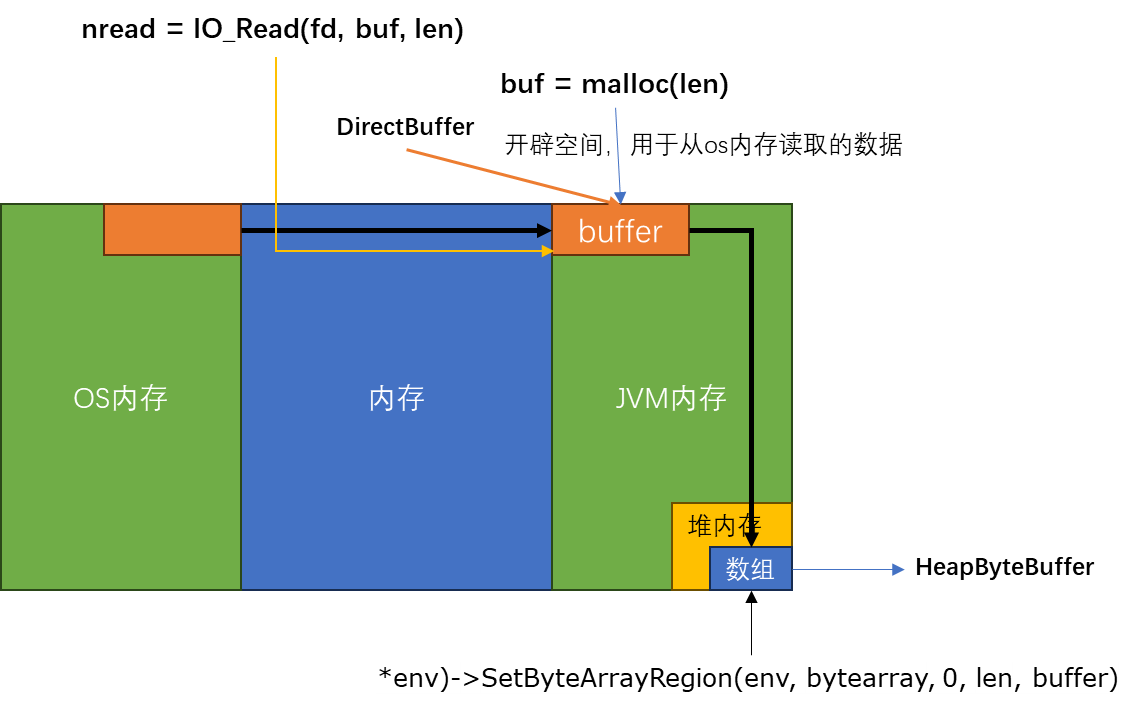 nread = IO_Read(fd, buf, len)
buf = malloc(len)
DirectBuffer
开辟空间，用于从os内存读取的数据
buffer
OS内存
内存
JVM内存
堆内存
数组
HeapByteBuffer
*env)->SetByteArrayRegion(env, bytearray, 0, len, buffer)